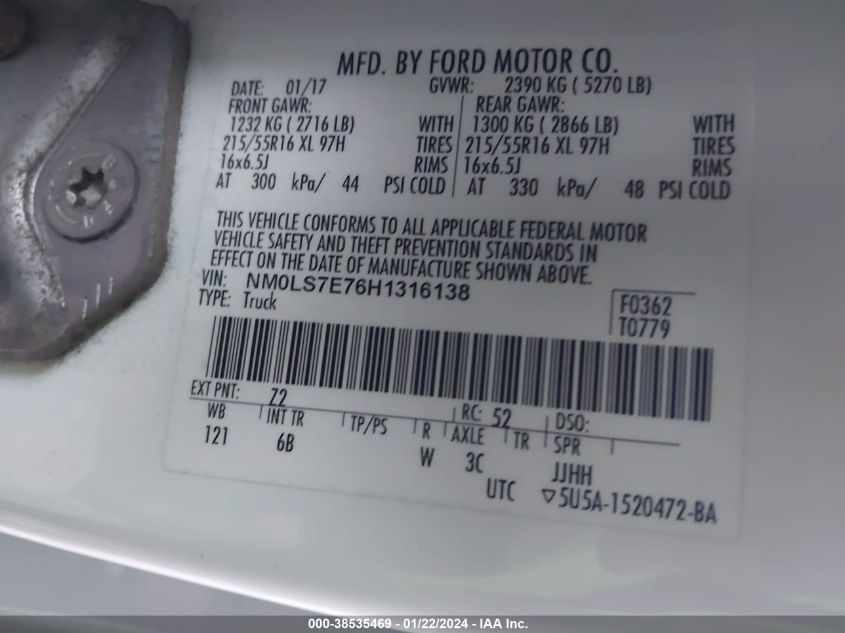 MFD. BY FORD MOTOR CO.
DATE: 01/17 GVWR: 2390 KG ( 5270 LB)
FRONT GAWR: REAR GAWR:
1232 KG ( 2716 LB) WITH 1300 KG ( 2866 LB) WITH
215/55R16 XL 97H TIRES 215/55R16 XL 97H TIRES
16x6.5J RIMS 16x6.5J RIMS
AT 300 kPa/ 44 PSI COLD AT 330 kPa/ 48 PSI COLD
THIS VEHICLE CONFORMS TO ALL APPLICABLE FEDERAL MOTOR
VEHICLE SAFETY AND THEFT PREVENTION STANDARDS IN
EFFECT ON THE DATE OF MANUFACTURE SHOWN ABOVE.
VIN: NM0LS7E76H1316138
TYPE: Truck
F0362
T0779
EXT PNT: Z2 RC: 52 DSO:
WB INT TR TP/PS R AXLE TR SPR
121 6B W 3C JJHH
UTC ▽5U5A-1520472-BA
000-38535469 - 01/22/2024 - IAA Inc.